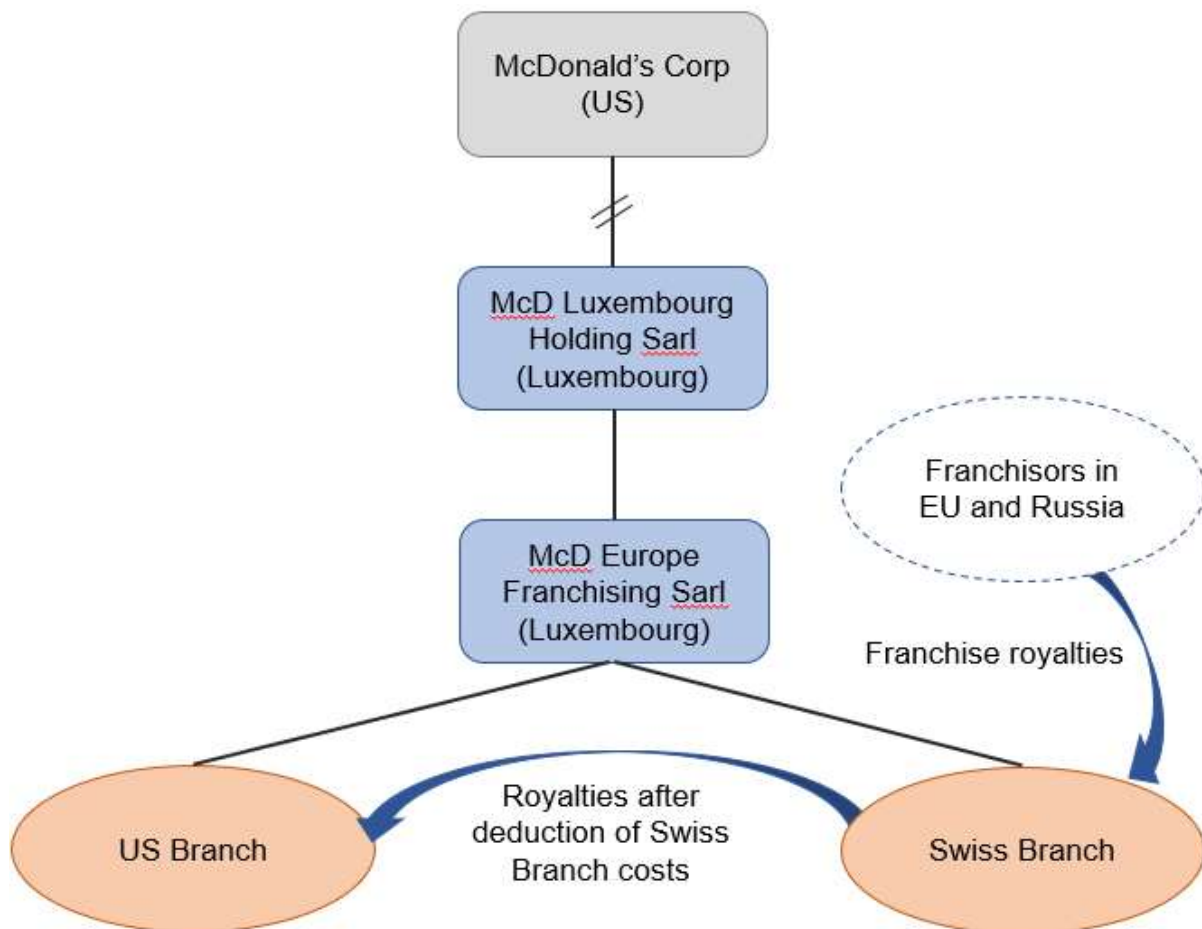 McDonald's Corp
(US)
McD Luxembourg
Holding Sarl
(Luxembourg)
Franchisors in
EU and Russia
McD Europe
Franchising Sarl
(Luxembourg)
Franchise royalties
US Branch
Royalties after
deduction of Swiss
Branch costs
Swiss Branch